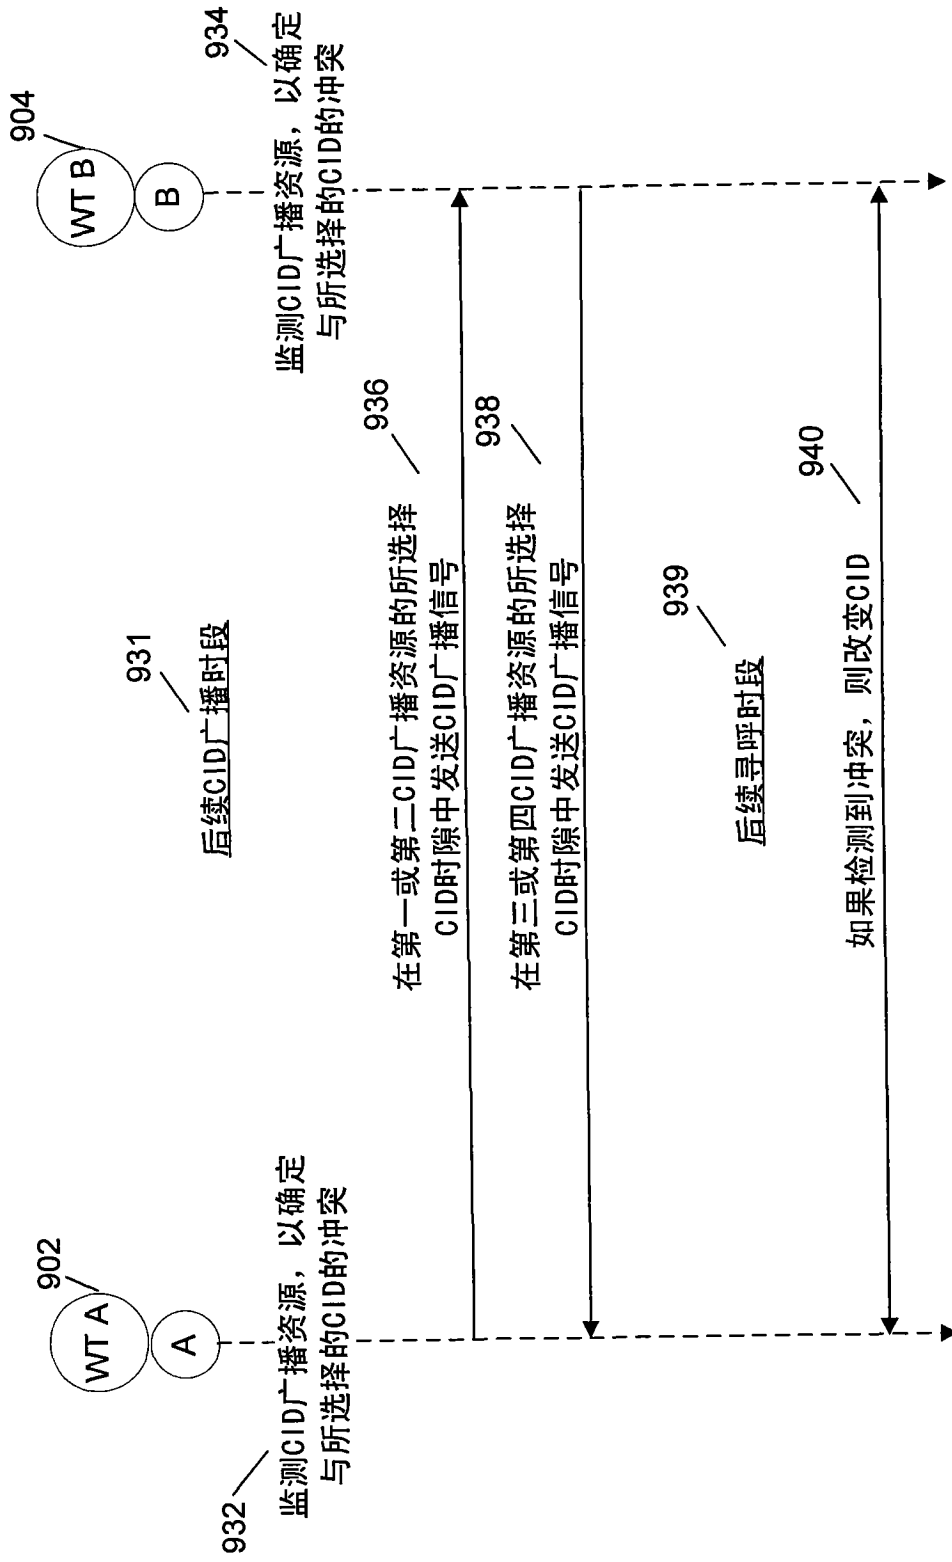 902
WT A
A
904
WT B
B
931
后续CID广播时段
932
监测CID广播资源，以确定
与所选择的CID的冲突
934
监测CID广播资源，以确定
与所选择的CID的冲突
936
在第一或第二CID广播资源的所选择
CID时隙中发送CID广播信号
938
在第三或第四CID广播资源的所选择
CID时隙中发送CID广播信号
939
后续寻呼时段
940
如果检测到冲突，则改变CID